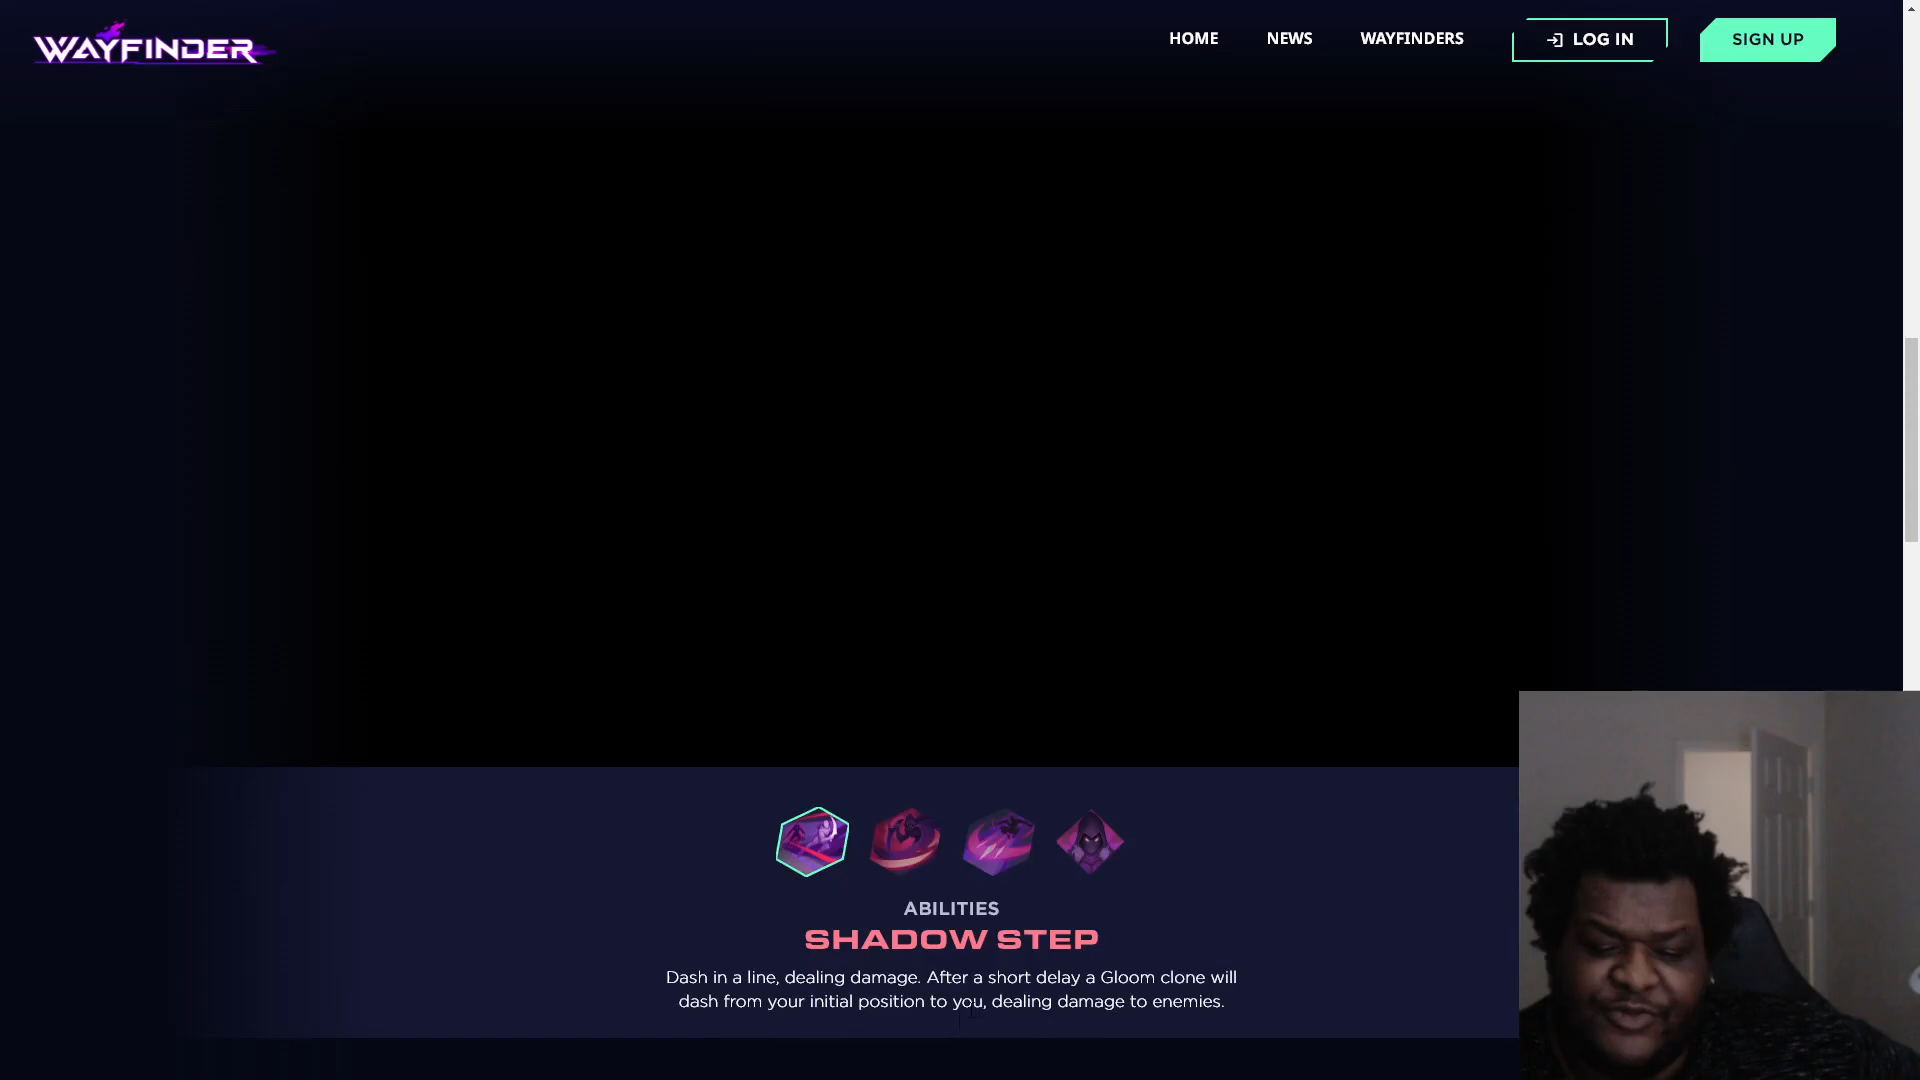 WAYFINDER
HOME
NEWS
WAYFINDERS
LOG IN
SIGN UP
ABILITIES
SHADOW STEP
Dash in a line, dealing damage. After a short delay a Gloom clone will
dash from your initial position to you, dealing damage to enemies.